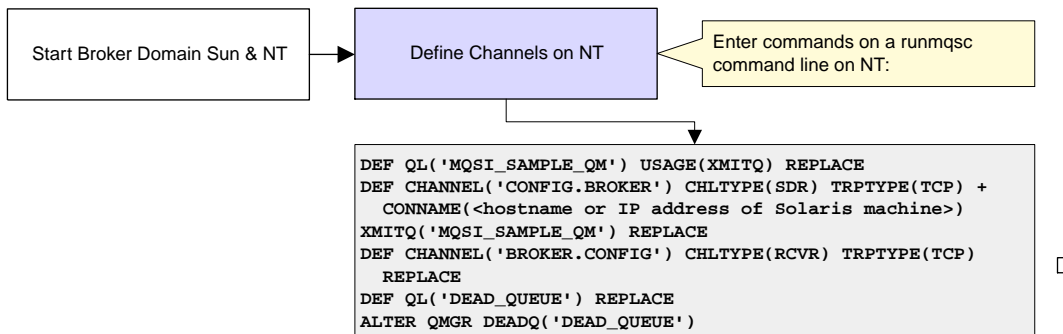 Start Broker Domain Sun & NT
Define Channels on NT
Enter commands on a runmqsc
command line on NT:
DEF QL('MQSI_SAMPLE_QM') USAGE(XMITQ) REPLACE
DEF CHANNEL('CONFIG.BROKER') CHLTYPE(SDR) TRPTYPE(TCP) +
CONNAME(<hostname or IP address of Solaris machine>)
XMITQ('MQSI_SAMPLE_QM') REPLACE
DEF CHANNEL('BROKER.CONFIG') CHLTYPE(RCVR) TRPTYPE(TCP)
REPLACE
DEF QL('DEAD_QUEUE') REPLACE
ALTER QMGR DEADQ('DEAD_QUEUE')